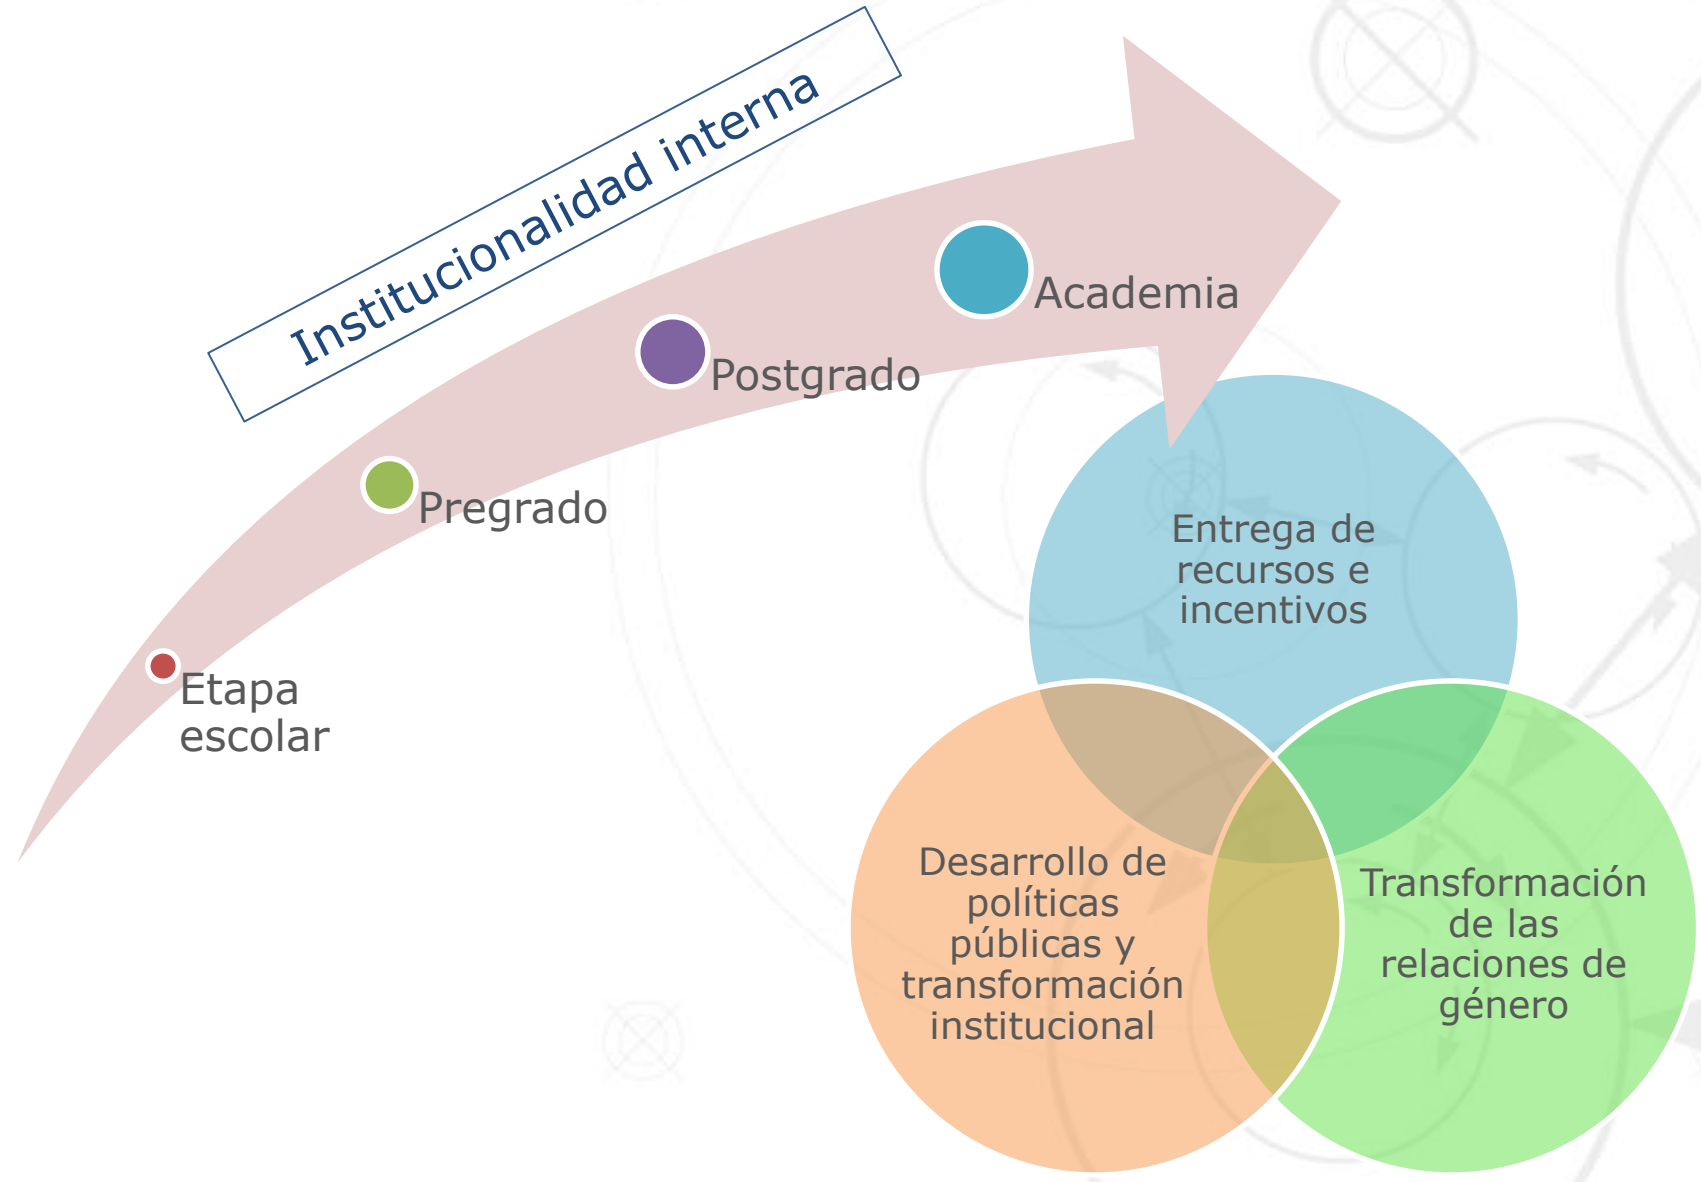 Institucionalidad interna
Academia
Postgrado
Pregrado
Etapa
escolar
Entrega de
recursos e
incentivos
Desarrollo de
políticas
públicas y
transformación
institucional
Transformación
de las
relaciones de
género